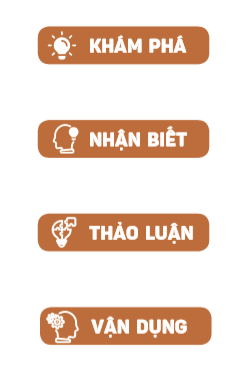 KHÁM PHÁ
NHẬN BIẾT
THẢO LUẬN
VẬN DỤNG